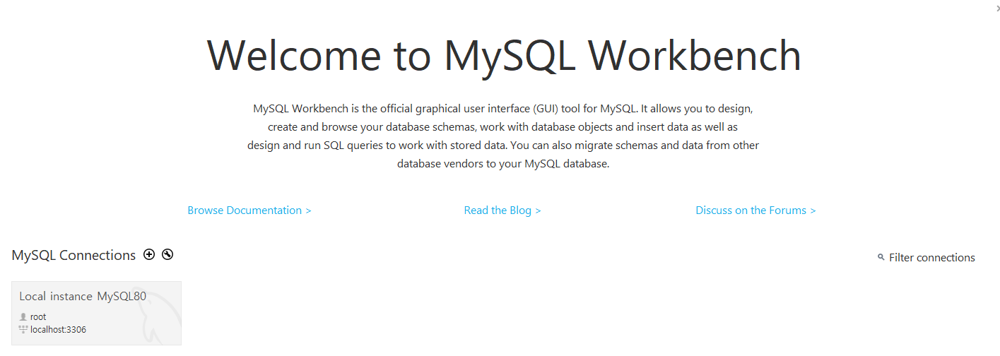 Welcome to MySQL Workbench
MySQL Workbench is the official graphical user interface (GUI) tool for MySQL. It allows you to design,
create and browse your database schemas, work with database objects and insert data as well as
design and run SQL queries to work with stored data. You can also migrate schemas and data from other
database vendors to your MySQL database.
Browse Documentation >
Read the Blog >
Discuss on the Forums >
MySQL Connections
Filter connections
Local instance MySQL80
root
localhost:3306